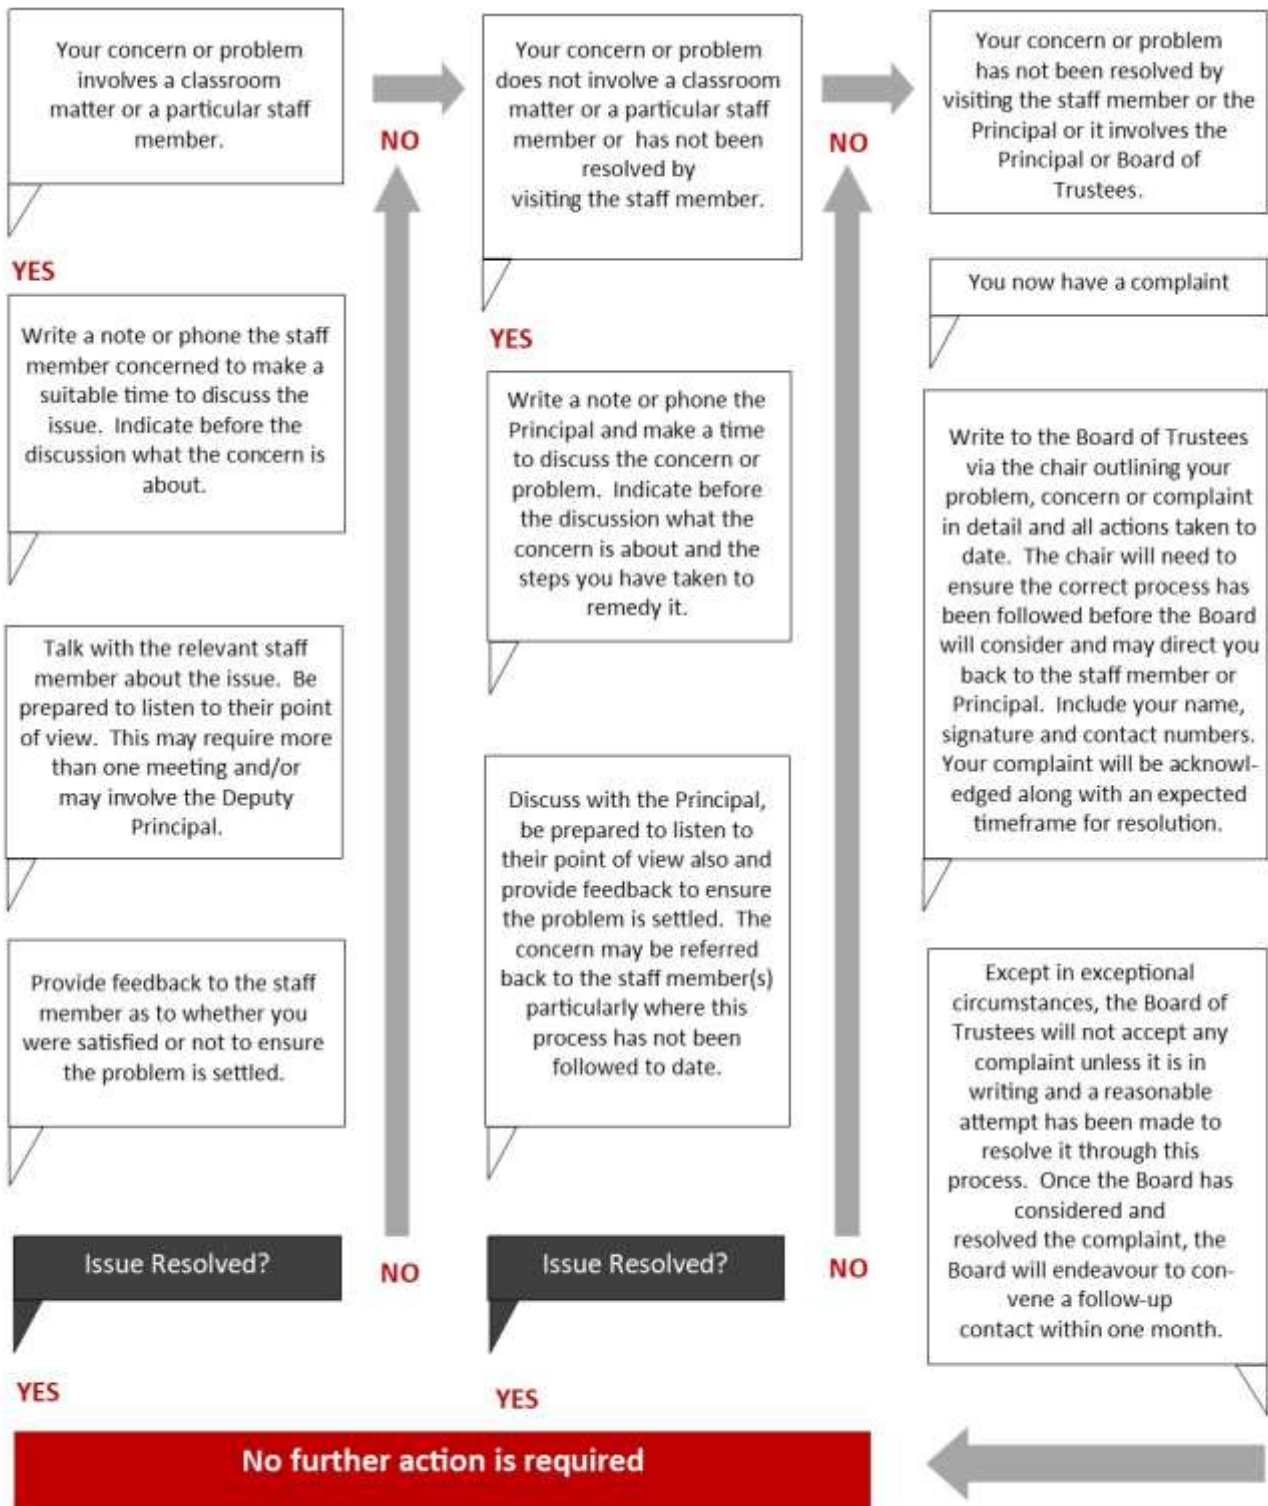 Your concern or problem
involves a classroom
matter or a particular staff
member.
YES
Write a note or phone the staff
member concerned to make a
suitable time to discuss the
issue.  Indicate before the
discussion what the concern is
about.
Talk with the relevant staff
member about the issue.  Be
prepared to listen to their point
of view.  This may require more
than one meeting and/or
may involve the Deputy
Principal.
Provide feedback to the staff
member as to whether you
were satisfied or not to ensure
the problem is settled.
Issue Resolved?
YES
NO
NO
Your concern or problem
does not involve a classroom
matter or a particular staff
member or  has not been
resolved by
visiting the staff member.
YES
Write a note or phone the
Principal and make a time
to discuss the concern or
problem.  Indicate before
the discussion what the
concern is about and the
steps you have taken to
remedy it.
Discuss with the Principal,
be prepared to listen to
their point of view also and
provide feedback to ensure
the problem is settled.  The
concern may be referred
back to the staff member(s)
particularly where this
process has not been
followed to date.
Issue Resolved?
YES
NO
NO
Your concern or problem
has not been resolved by
visiting the staff member or the
Principal or it involves the
Principal or Board of
Trustees.
You now have a complaint
Write to the Board of Trustees
via the chair outlining your
problem, concern or complaint
in detail and all actions taken to
date.  The chair will need to
ensure the correct process has
been followed before the Board
will consider and may direct you
back to the staff member or
Principal.  Include your name,
signature and contact numbers.
Your complaint will be acknowl-
edged along with an expected
timeframe for resolution.
Except in exceptional
circumstances, the Board of
Trustees will not accept any
complaint unless it is in
writing and a reasonable
attempt has been made to
resolve it through this
process.  Once the Board has
considered and
resolved the complaint, the
Board will endeavour to con-
vene a follow-up
contact within one month.
No further action is required